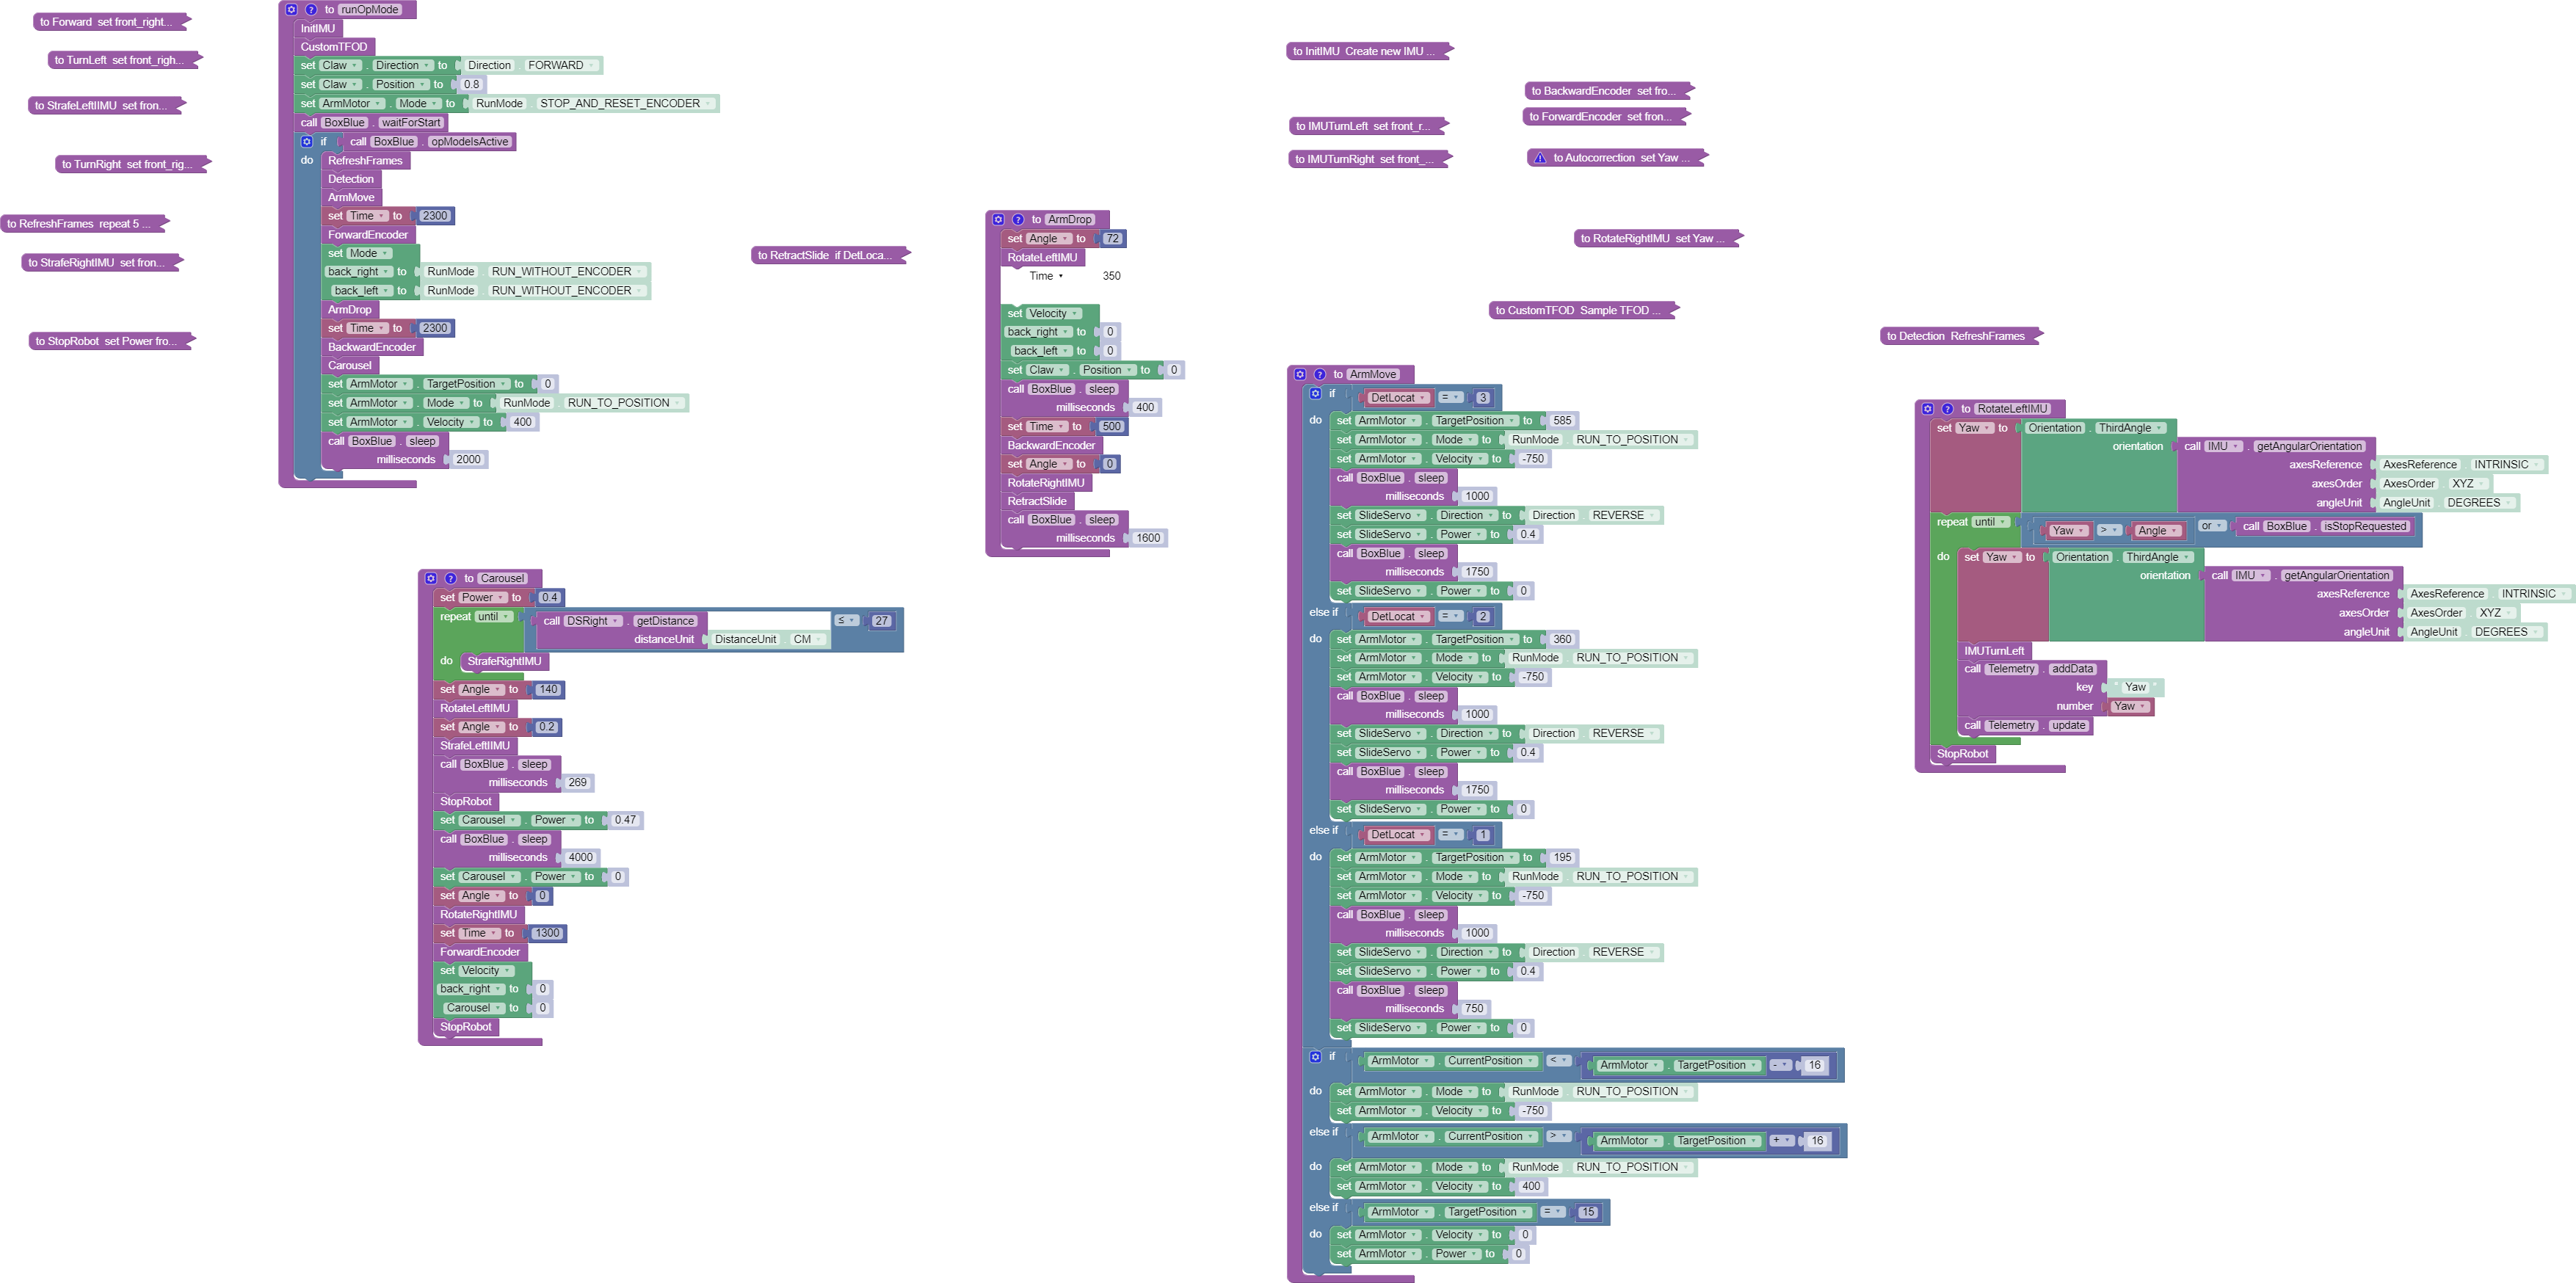 to Forward set front_right...
to TurnLeft set front_righ...
to StrafeLeftIIMU set fron...
to TurnRight set front_rig...
to RefreshFrames repeat 5 ...
to StrafeRightIMU set fron...
to StopRobot set Power fro...
to runOpMode
InitIMU
CustomTFOD
set Claw . Direction to Direction . FORWARD
set Claw . Position to 0.8
set ArmMotor . Mode to RunMode . STOP_AND_RESET_ENCODER
call BoxBlue . waitForStart
if call BoxBlue . opModeIsActive
do RefreshFrames
Detection
ArmMove
set Time to 2300
ForwardEncoder
set Mode
back_right to RunMode . RUN_WITHOUT_ENCODER
back_left to RunMode . RUN_WITHOUT_ENCODER
ArmDrop
set Time to 2300
BackwardEncoder
Carousel
set ArmMotor . TargetPosition to 0
set ArmMotor . Mode to RunMode . RUN_TO_POSITION
set ArmMotor . Velocity to 400
call BoxBlue . sleep
milliseconds 2000
to Carousel
set Power to 0.4
repeat until call DSRight . getDistance ≤ 27
distanceUnit DistanceUnit . CM
do StrafeRightIMU
set Angle to 140
RotateLeftIMU
set Angle to 0.2
StrafeLeftIIMU
call BoxBlue . sleep
milliseconds 269
StopRobot
set Carousel . Power to 0.47
call BoxBlue . sleep
milliseconds 4000
set Carousel . Power to 0
set Angle to 0
RotateRightIMU
set Time to 1300
ForwardEncoder
set Velocity
back_right to 0
Carousel to 0
StopRobot
to RetractSlide if DetLoca...
to ArmDrop
set Angle to 72
RotateLeftIMU
Time 350
set Velocity
back_right to 0
back_left to 0
set Claw . Position to 0
call BoxBlue . sleep
milliseconds 400
set Time to 500
BackwardEncoder
set Angle to 0
RotateRightIMU
RetractSlide
call BoxBlue . sleep
milliseconds 1600
to InitIMU Create new IMU ...
to BackwardEncoder set fro...
to ForwardEncoder set fron...
to IMUTurnLeft set front_r...
to IMUTurnRight set front_...
to Autocorrection set Yaw ...
to RotateRightIMU set Yaw ...
to CustomTFOD Sample TFOD ...
to Detection RefreshFrames
to ArmMove
if DetLocat = 3
do set ArmMotor . TargetPosition to 585
set ArmMotor . Mode to RunMode . RUN_TO_POSITION
set ArmMotor . Velocity to -750
call BoxBlue . sleep
milliseconds 1000
set SlideServo . Direction to Direction . REVERSE
set SlideServo . Power to 0.4
call BoxBlue . sleep
milliseconds 1750
set SlideServo . Power to 0
else if DetLocat = 2
do set ArmMotor . TargetPosition to 360
set ArmMotor . Mode to RunMode . RUN_TO_POSITION
set ArmMotor . Velocity to -750
call BoxBlue . sleep
milliseconds 1000
set SlideServo . Direction to Direction . REVERSE
set SlideServo . Power to 0.4
call BoxBlue . sleep
milliseconds 1750
set SlideServo . Power to 0
else if DetLocat = 1
do set ArmMotor . TargetPosition to 195
set ArmMotor . Mode to RunMode . RUN_TO_POSITION
set ArmMotor . Velocity to -750
call BoxBlue . sleep
milliseconds 1000
set SlideServo . Direction to Direction . REVERSE
set SlideServo . Power to 0.4
call BoxBlue . sleep
milliseconds 750
set SlideServo . Power to 0
if ArmMotor . CurrentPosition < ArmMotor . TargetPosition - 16
do set ArmMotor . Mode to RunMode . RUN_TO_POSITION
set ArmMotor . Velocity to -750
else if ArmMotor . CurrentPosition > ArmMotor . TargetPosition + 16
do set ArmMotor . Mode to RunMode . RUN_TO_POSITION
set ArmMotor . Velocity to 400
else if ArmMotor . TargetPosition = 15
do set ArmMotor . Velocity to 0
set ArmMotor . Power to 0
to RotateLeftIMU
set Yaw to Orientation . ThirdAngle
orientation call IMU . getAngularOrientation
axesReference AxesReference . INTRINSIC
axesOrder AxesOrder . XYZ
angleUnit AngleUnit . DEGREES
repeat until Yaw > Angle or call BoxBlue . isStopRequested
do set Yaw to Orientation . ThirdAngle
orientation call IMU . getAngularOrientation
axesReference AxesReference . INTRINSIC
axesOrder AxesOrder . XYZ
angleUnit AngleUnit . DEGREES
IMUTurnLeft
call Telemetry . addData
key " Yaw "
number Yaw
call Telemetry . update
StopRobot